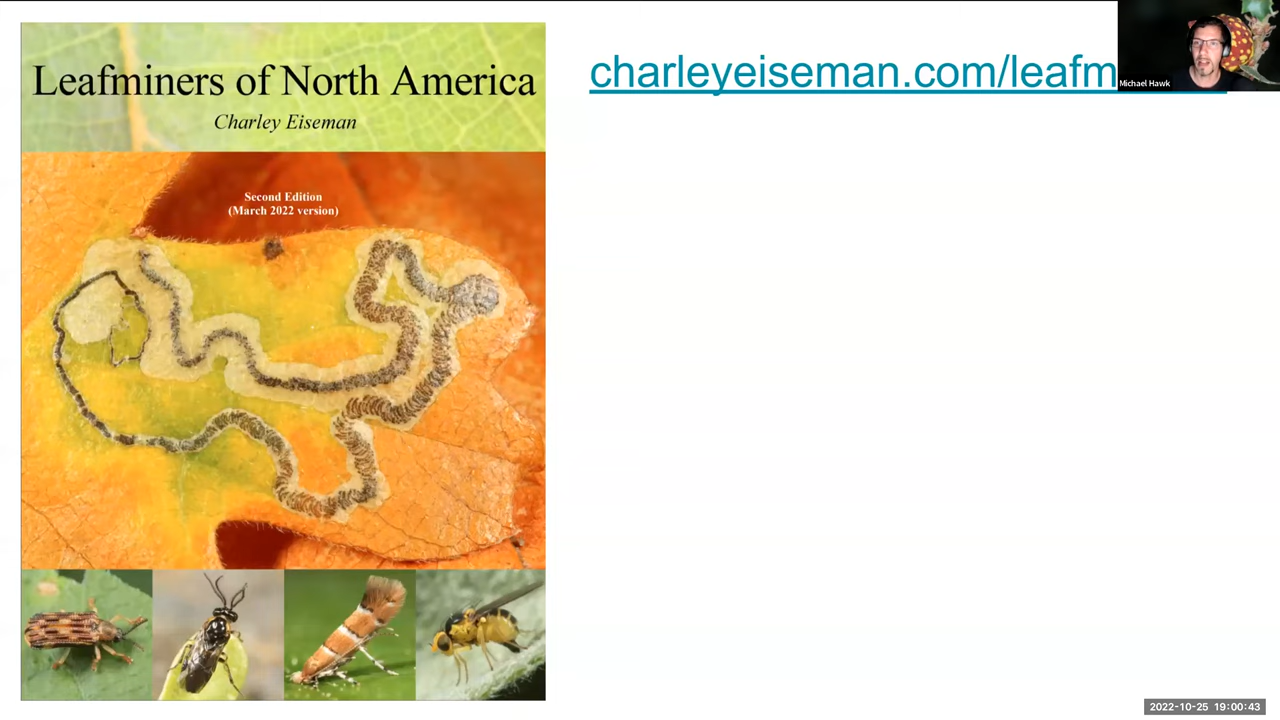 Leafminers of North America
Charley Eiseman
Second Edition
(March 2022 version)
charleyeiseman.com/leafm
Michael Hawk
2022-10-25 19:00:43